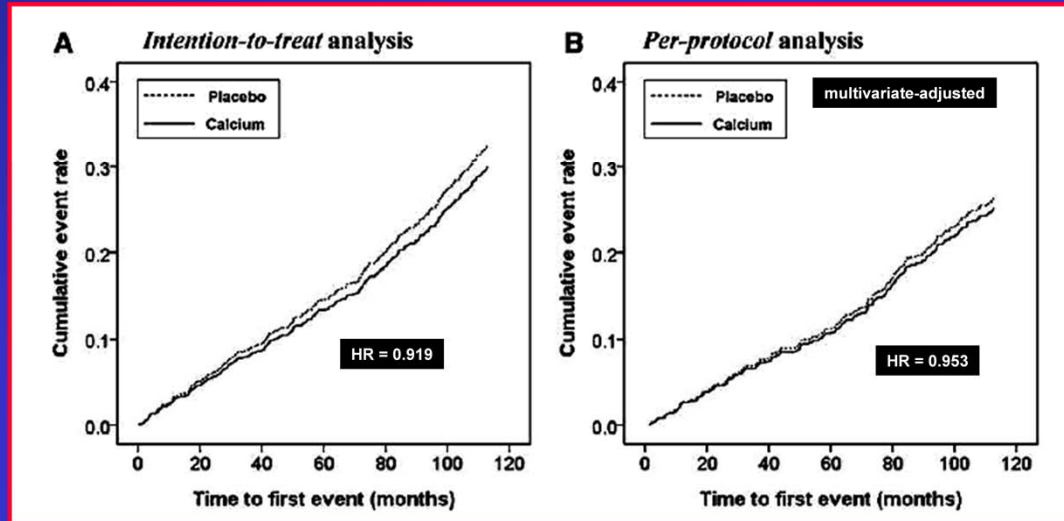 A Intention-to-treat analysis
Placebo
Calcium
Cumulative event rate
0.4
0.3
0.2
0.1
0.0
HR = 0.919
0 20 40 60 80 100 120
Time to first event (months)
B Per-protocol analysis
Placebo
Calcium
multivariate-adjusted
Cumulative event rate
0.4
0.3
0.2
0.1
0.0
HR = 0.953
0 20 40 60 80 100 120
Time to first event (months)